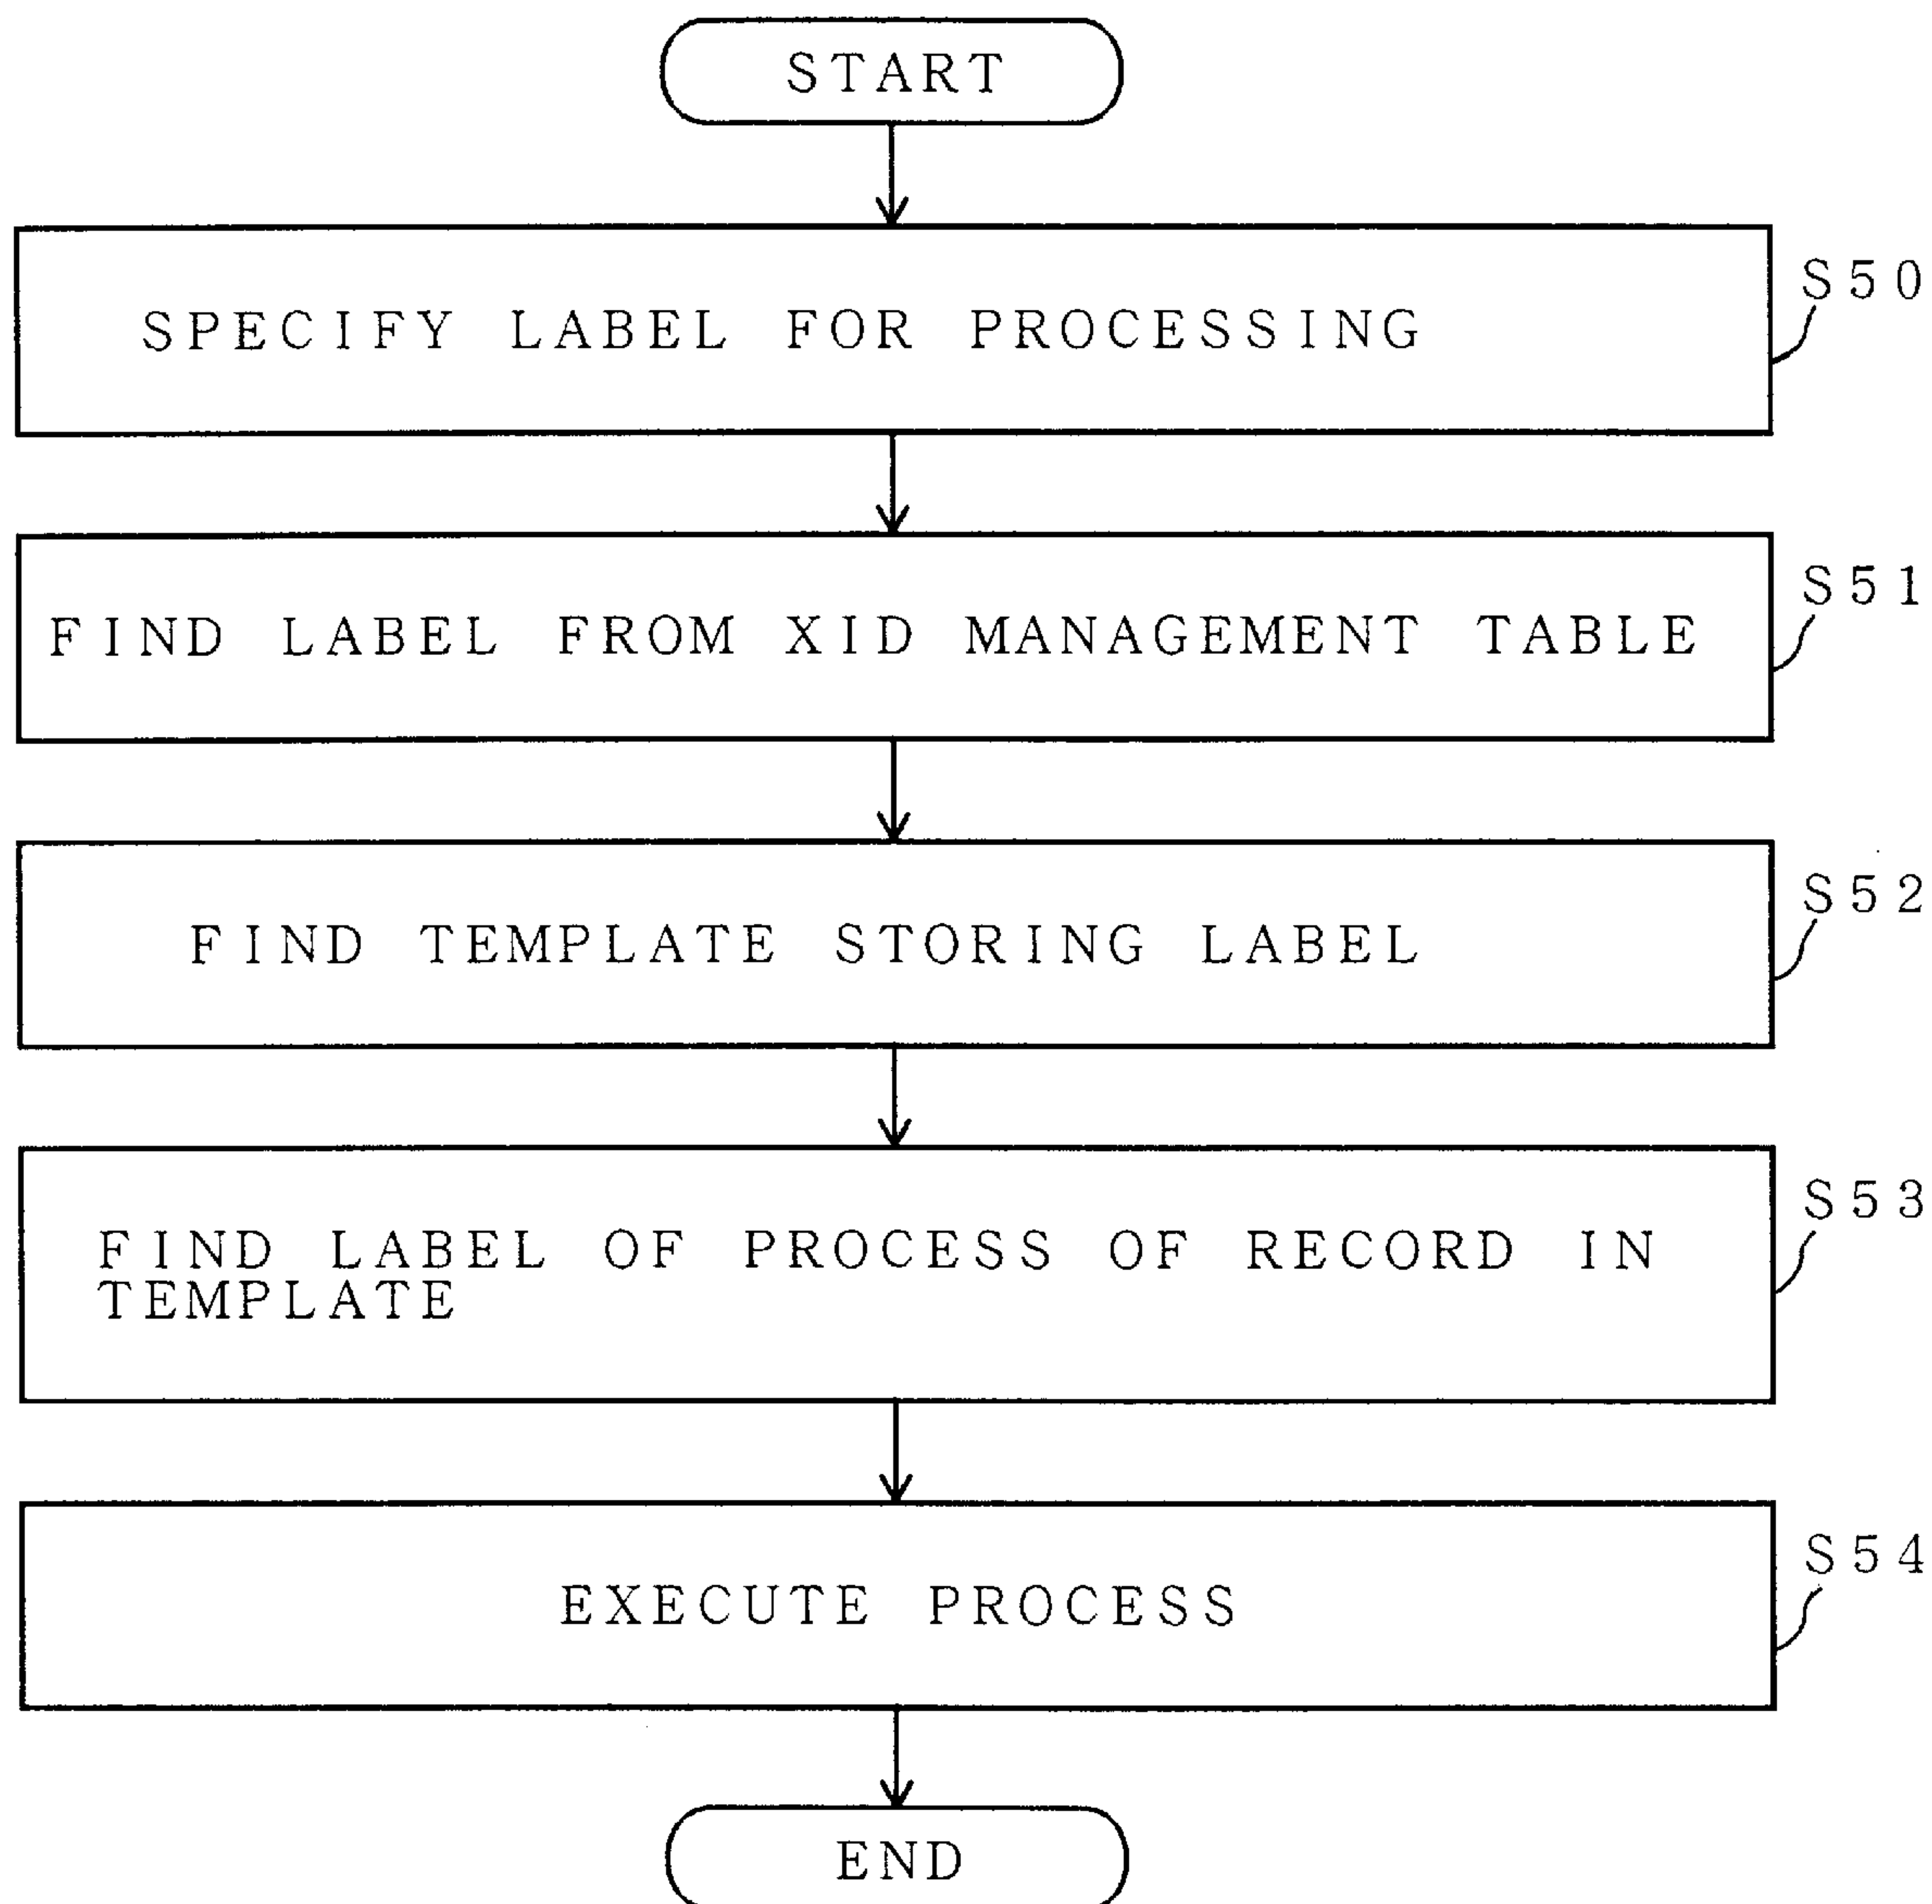 START
S50
SPECIFY LABEL FOR PROCESSING
S51
FIND LABEL FROM XID MANAGEMENT TABLE
S52
FIND TEMPLATE STORING LABEL
S53
FIND LABEL OF PROCESS OF RECORD IN
TEMPLATE
S54
EXECUTE PROCESS
END